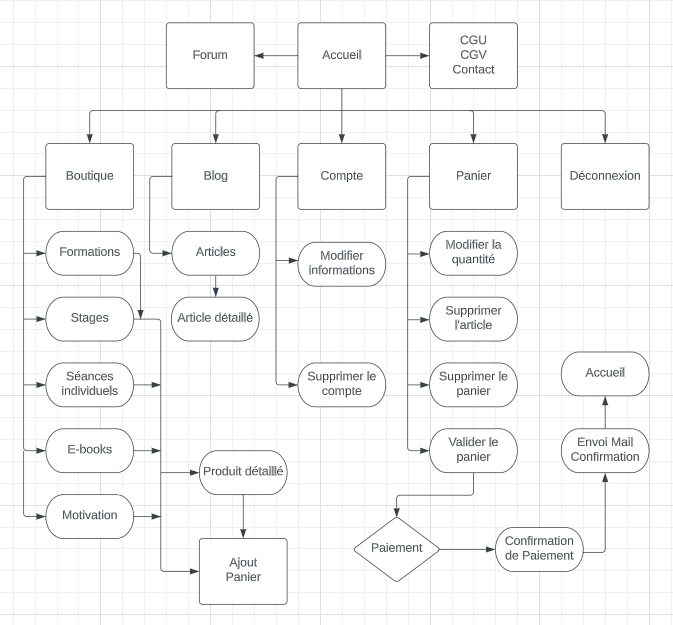 Forum
Accueil
CGU
CGV
Contact
Boutique
Blog
Compte
Panier
Déconnexion
Formations
Articles
Modifier
informations
Modifier la
quantité
Stages
Article détaillé
Supprimer
l'article
Séances
individuels
Supprimer le
compte
Supprimer le
panier
Accueil
E-books
Produit détaillé
Valider le
panier
Envoi Mail
Confirmation
Motivation
Ajout
Panier
Paiement
Confirmation
de Paiement